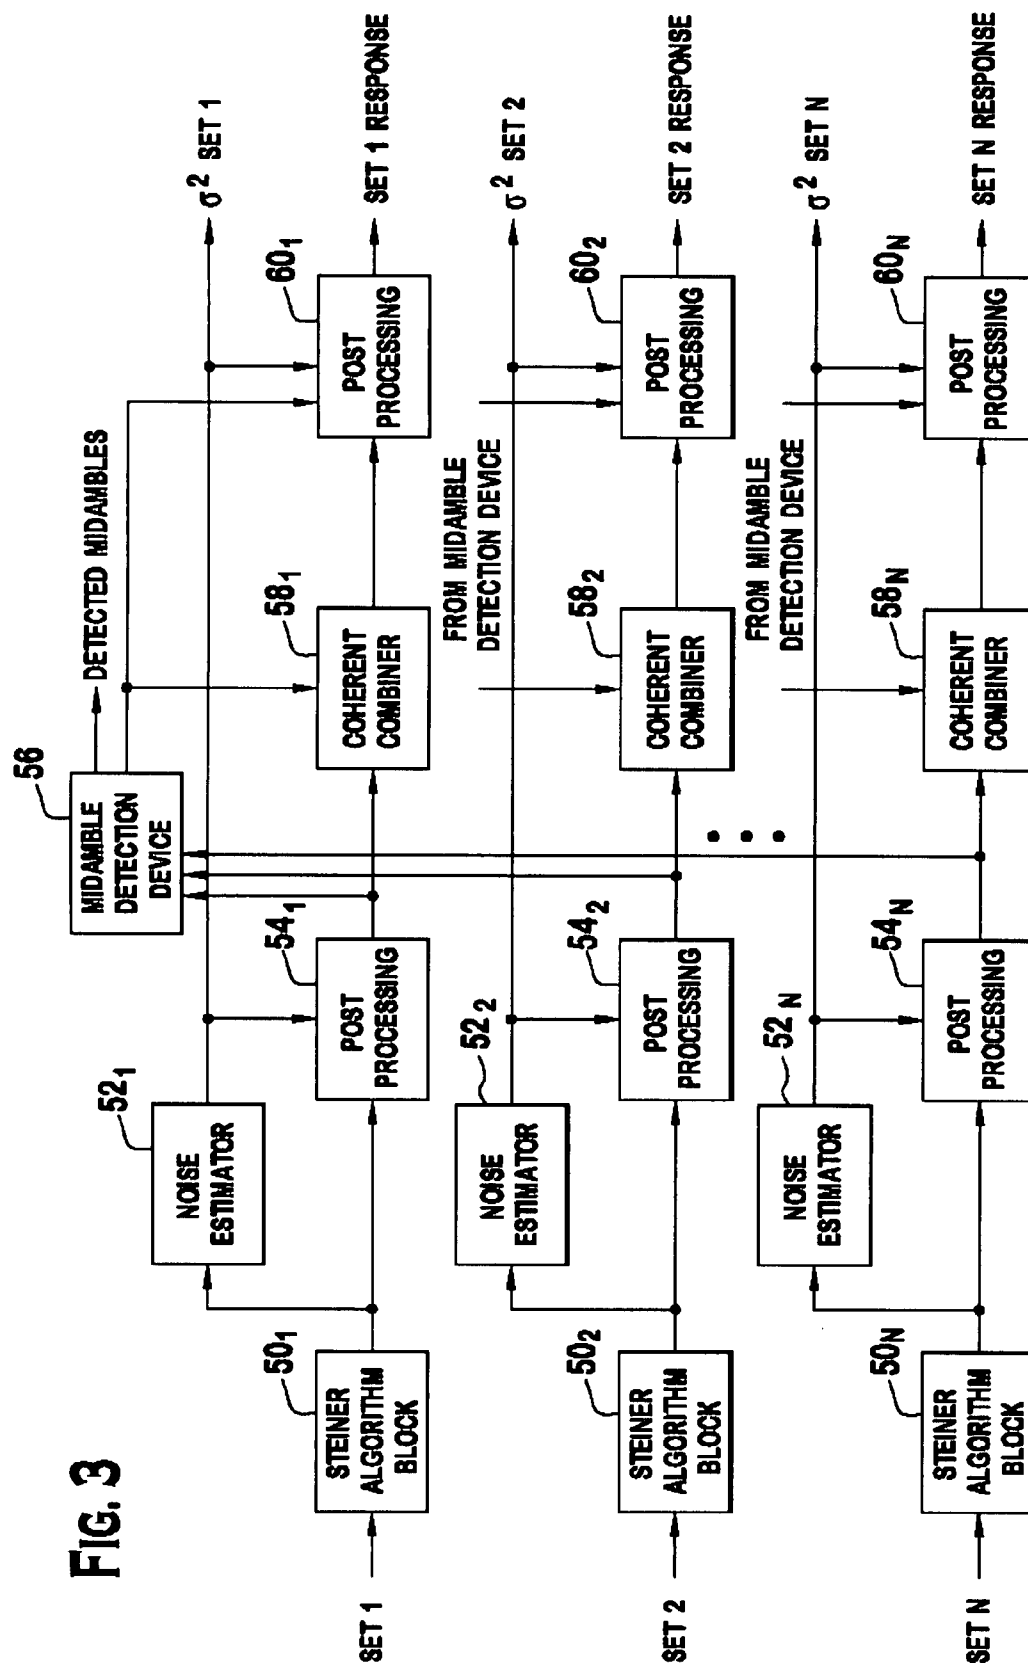 FIG. 3
56
MIDAMBLE
DETECTION
DEVICE
DETECTED MIDAMBLES
52₁
NOISE
ESTIMATOR
σ² SET 1
SET 1
50₁
STEINER
ALGORITHM
BLOCK
54₁
POST
PROCESSING
58₁
COHERENT
COMBINER
60₁
POST
PROCESSING
SET 1 RESPONSE
52₂
NOISE
ESTIMATOR
FROM MIDAMBLE
DETECTION DEVICE
σ² SET 2
SET 2
50₂
STEINER
ALGORITHM
BLOCK
54₂
POST
PROCESSING
58₂
COHERENT
COMBINER
60₂
POST
PROCESSING
SET 2 RESPONSE
52 N
NOISE
ESTIMATOR
FROM MIDAMBLE
DETECTION DEVICE
σ² SET N
SET N
50N
STEINER
ALGORITHM
BLOCK
54N
POST
PROCESSING
58N
COHERENT
COMBINER
60N
POST
PROCESSING
SET N RESPONSE